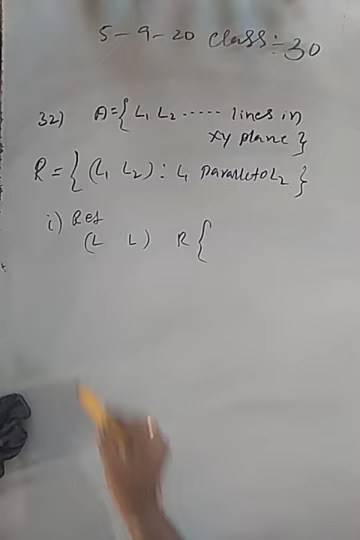 5-9-20 class:- 30
32) A={L1 L2 ..... lines in
xy plane}
R={(L1 L2): L1 parallel to L2}
i) Ref
(L L) R {